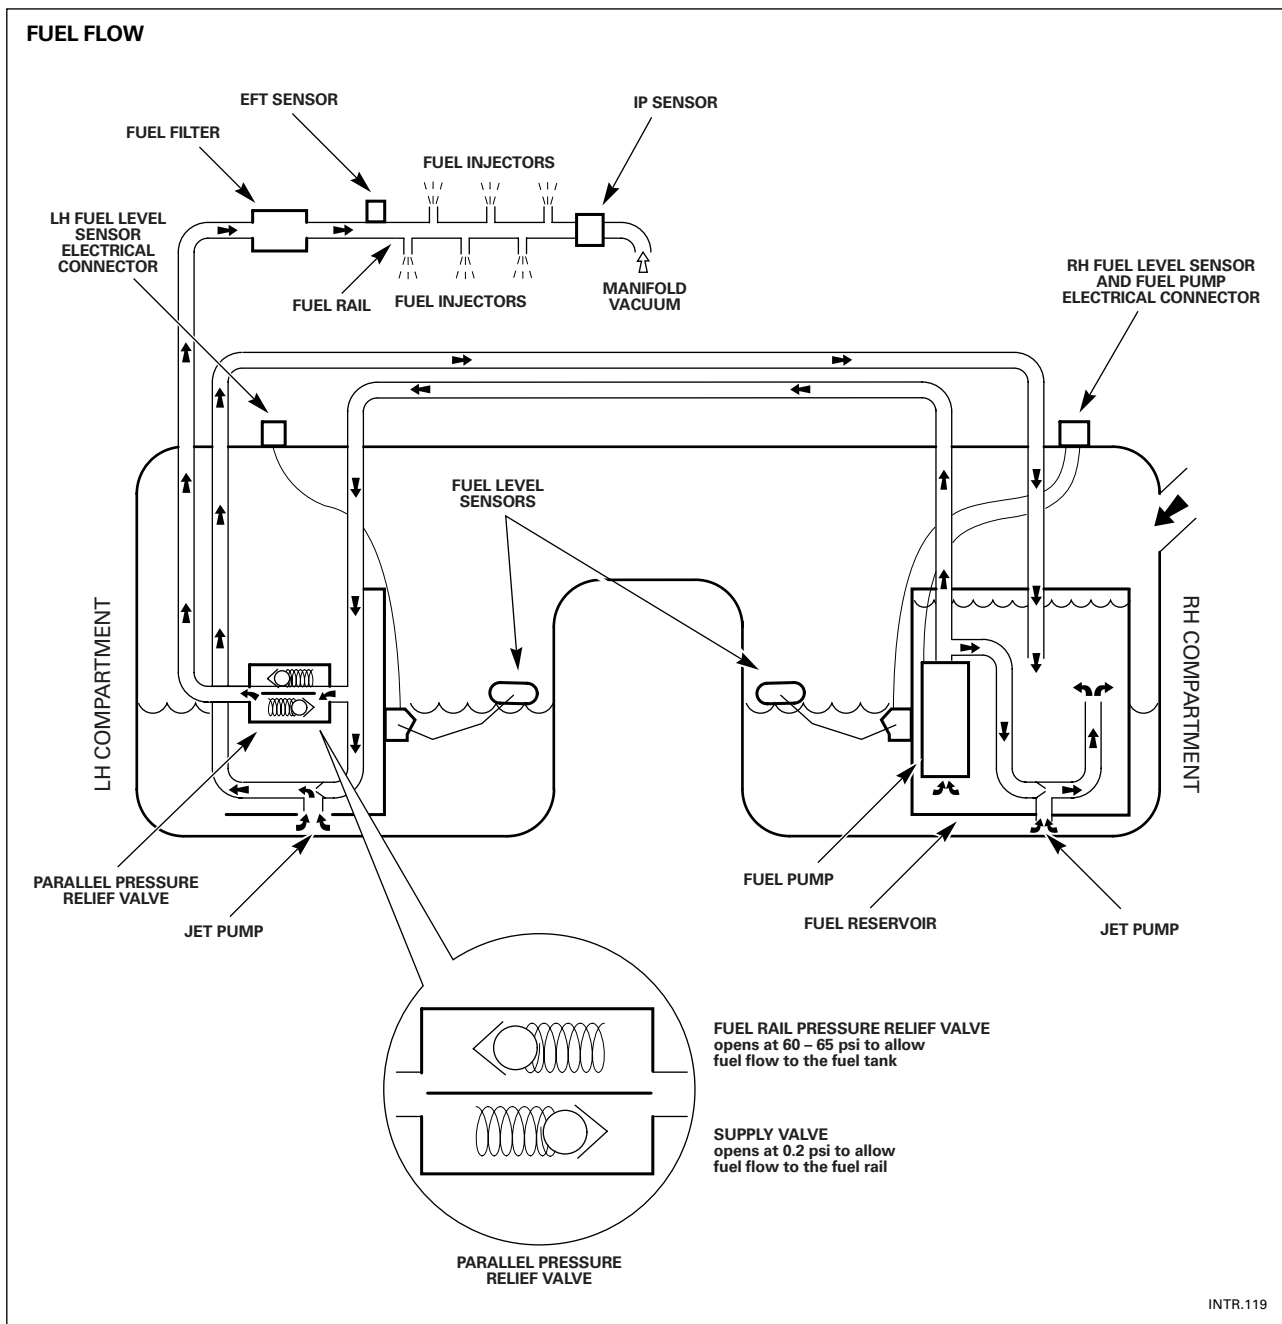 FUEL FLOW
EFT SENSOR
IP SENSOR
FUEL FILTER
FUEL INJECTORS
LH FUEL LEVEL
SENSOR
ELECTRICAL
CONNECTOR
RH FUEL LEVEL SENSOR
AND FUEL PUMP
ELECTRICAL CONNECTOR
FUEL RAIL
FUEL INJECTORS
MANIFOLD
VACUUM
FUEL LEVEL
SENSORS
LH COMPARTMENT
RH COMPARTMENT
PARALLEL PRESSURE
RELIEF VALVE
JET PUMP
FUEL PUMP
FUEL RESERVOIR
JET PUMP
FUEL RAIL PRESSURE RELIEF VALVE
opens at 60 – 65 psi to allow
fuel flow to the fuel tank
SUPPLY VALVE
opens at 0.2 psi to allow
fuel flow to the fuel rail
PARALLEL PRESSURE
RELIEF VALVE
INTR.119